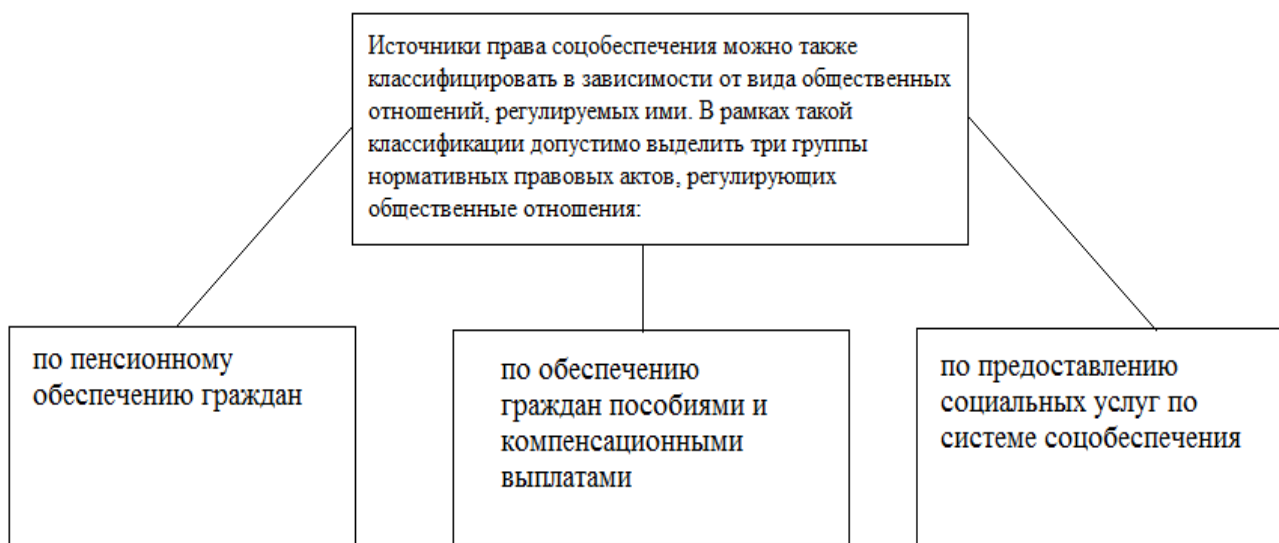 Источники права соцобеспечения можно также
классифицировать в зависимости от вида общественных
отношений, регулируемых ими. В рамках такой
классификации допустимо выделить три группы
нормативных правовых актов, регулирующих
общественные отношения:
по пенсионному
обеспечению граждан
по обеспечению
граждан пособиями и
компенсационными
выплатами
по предоставлению
социальных услуг по
системе соцобеспечения